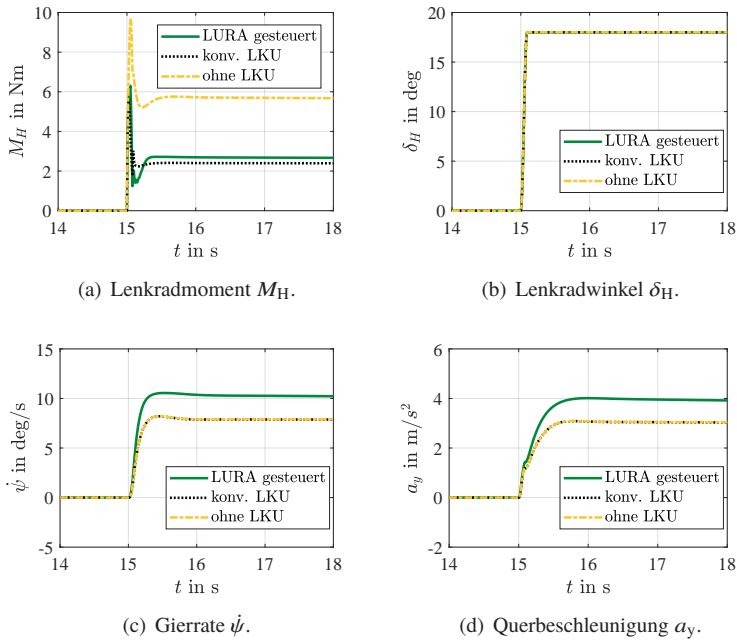 10
8
6
4
2
0
M_H in Nm
LURA gesteuert
konv. LKU
ohne LKU
14 15 16 17 18
t in s
(a) Lenkradmoment M_H.
20
15
10
5
0
δ_H in deg
LURA gesteuert
konv. LKU
ohne LKU
14 15 16 17 18
t in s
(b) Lenkradwinkel δ_H.
15
10
5
0
-5
ψ̇ in deg/s
LURA gesteuert
konv. LKU
ohne LKU
14 15 16 17 18
t in s
(c) Gierrate ψ̇.
6
4
2
0
-2
a_y in m/s²
LURA gesteuert
konv. LKU
ohne LKU
14 15 16 17 18
t in s
(d) Querbeschleunigung a_y.